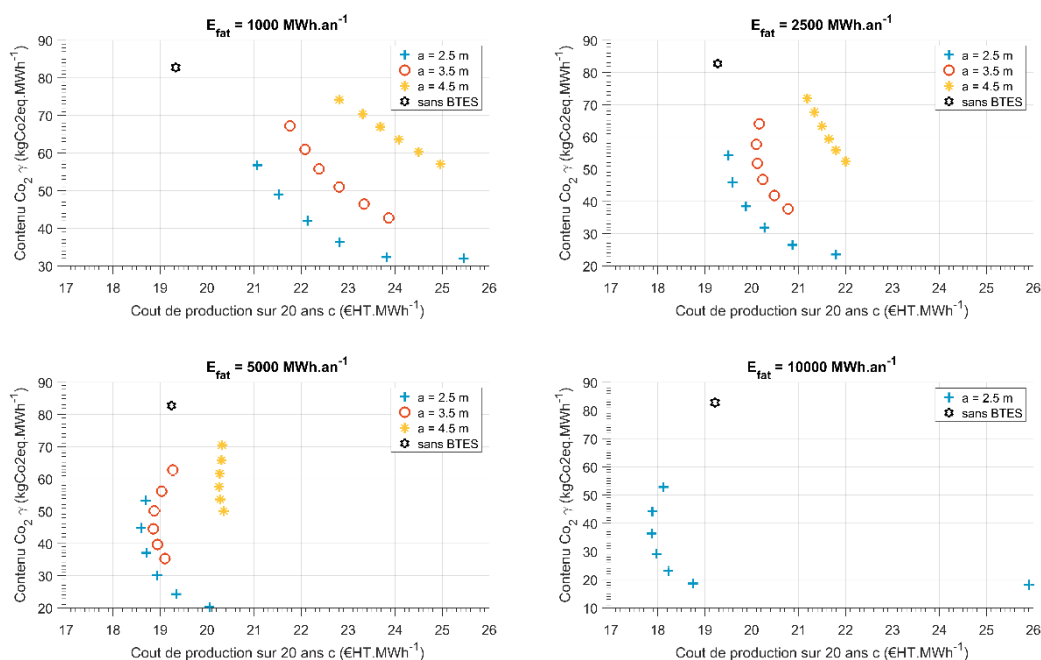 E_fat = 1000 MWh.an^-1
90
80
70
60
50
40
30
Contenu Co_2 γ (kgCo2eq.MWh^-1)
17 18 19 20 21 22 23 24 25 26
Cout de production sur 20 ans c (€HT.MWh^-1)
a = 2.5 m
a = 3.5 m
a = 4.5 m
sans BTES
E_fat = 2500 MWh.an^-1
90
80
70
60
50
40
30
20
Contenu Co_2 γ (kgCo2eq.MWh^-1)
17 18 19 20 21 22 23 24 25 26
Cout de production sur 20 ans c (€HT.MWh^-1)
a = 2.5 m
a = 3.5 m
a = 4.5 m
sans BTES
E_fat = 5000 MWh.an^-1
90
80
70
60
50
40
30
20
Contenu Co_2 γ (kgCo2eq.MWh^-1)
17 18 19 20 21 22 23 24 25 26
Cout de production sur 20 ans c (€HT.MWh^-1)
a = 2.5 m
a = 3.5 m
a = 4.5 m
sans BTES
E_fat = 10000 MWh.an^-1
90
80
70
60
50
40
30
20
10
Contenu Co_2 γ (kgCo2eq.MWh^-1)
17 18 19 20 21 22 23 24 25 26
Cout de production sur 20 ans c (€HT.MWh^-1)
a = 2.5 m
sans BTES